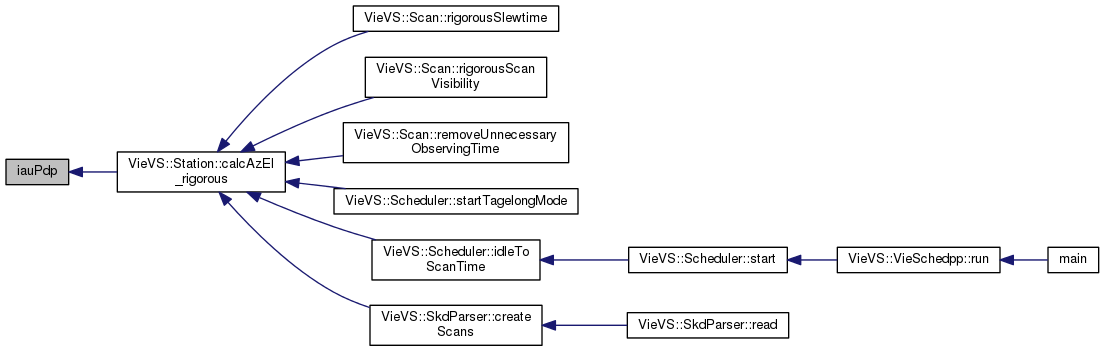 iauPdp
VieVS::Station::calcAzEl
_rigorous
VieVS::Scan::rigorousSlewtime
VieVS::Scan::rigorousScan
Visibility
VieVS::Scan::removeUnnecessary
ObservingTime
VieVS::Scheduler::startTagelongMode
VieVS::Scheduler::idleTo
ScanTime
VieVS::Scheduler::start
VieVS::VieSchedpp::run
main
VieVS::SkdParser::create
Scans
VieVS::SkdParser::read